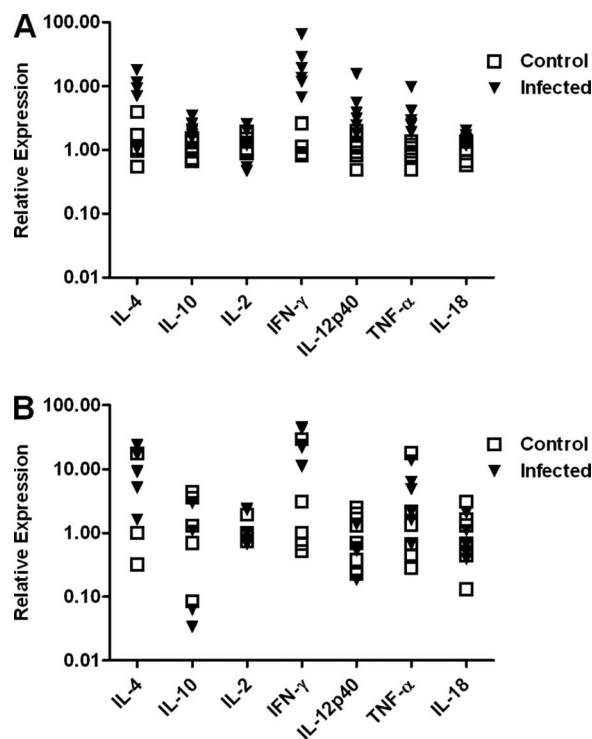 A
100.00
10.00
1.00
0.10
0.01
Relative Expression
Control
Infected
IL-4
IL-10
IL-2
IFN-γ
IL-12p40
TNF-α
IL-18
B
100.00
10.00
1.00
0.10
0.01
Relative Expression
Control
Infected
IL-4
IL-10
IL-2
IFN-γ
IL-12p40
TNF-α
IL-18